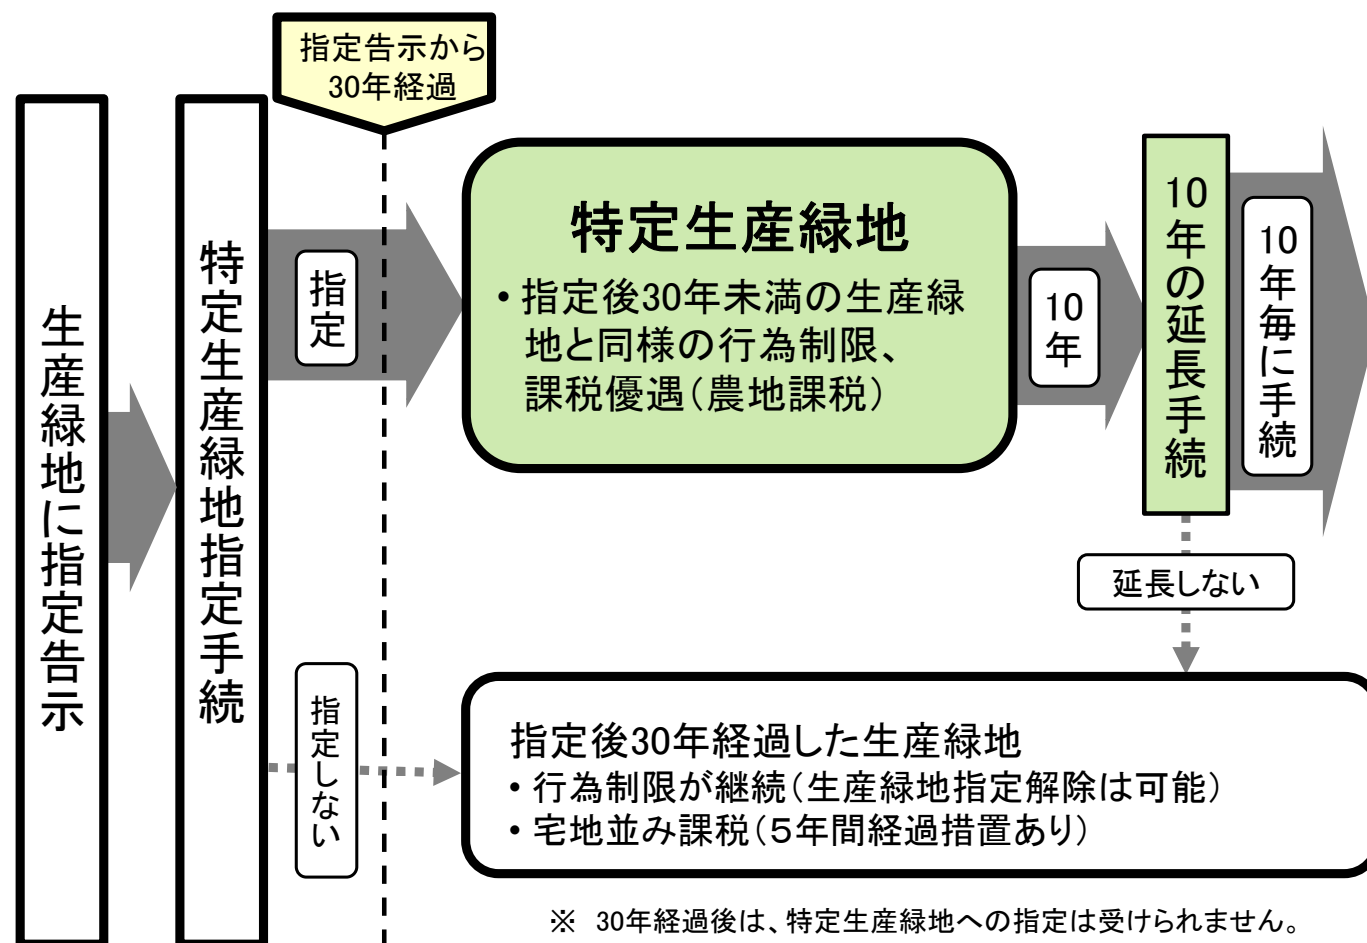 指定告示から
30年経過
生産緑地に指定告示
特定生産緑地指定手続
指定
特定生産緑地
・指定後30年未満の生産緑
地と同様の行為制限、
課税優遇（農地課税）
10年
10年の延長手続
10年毎に手続
延長しない
指定しない
指定後30年経過した生産緑地
・行為制限が継続（生産緑地指定解除は可能）
・宅地並み課税（５年間経過措置あり）
※　30年経過後は、特定生産緑地への指定は受けられません。